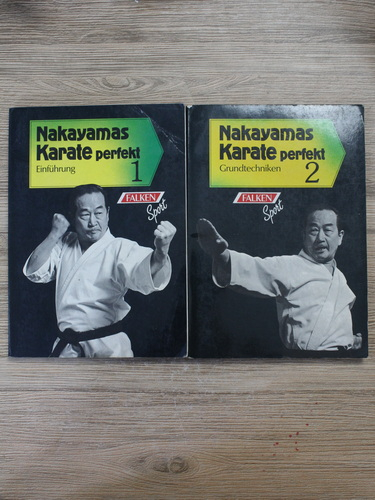 Nakayamas
Karate perfekt
Einführung 1
FALKEN
Sport
Nakayamas
Karate perfekt
Grundtechniken 2
FALKEN
Sport